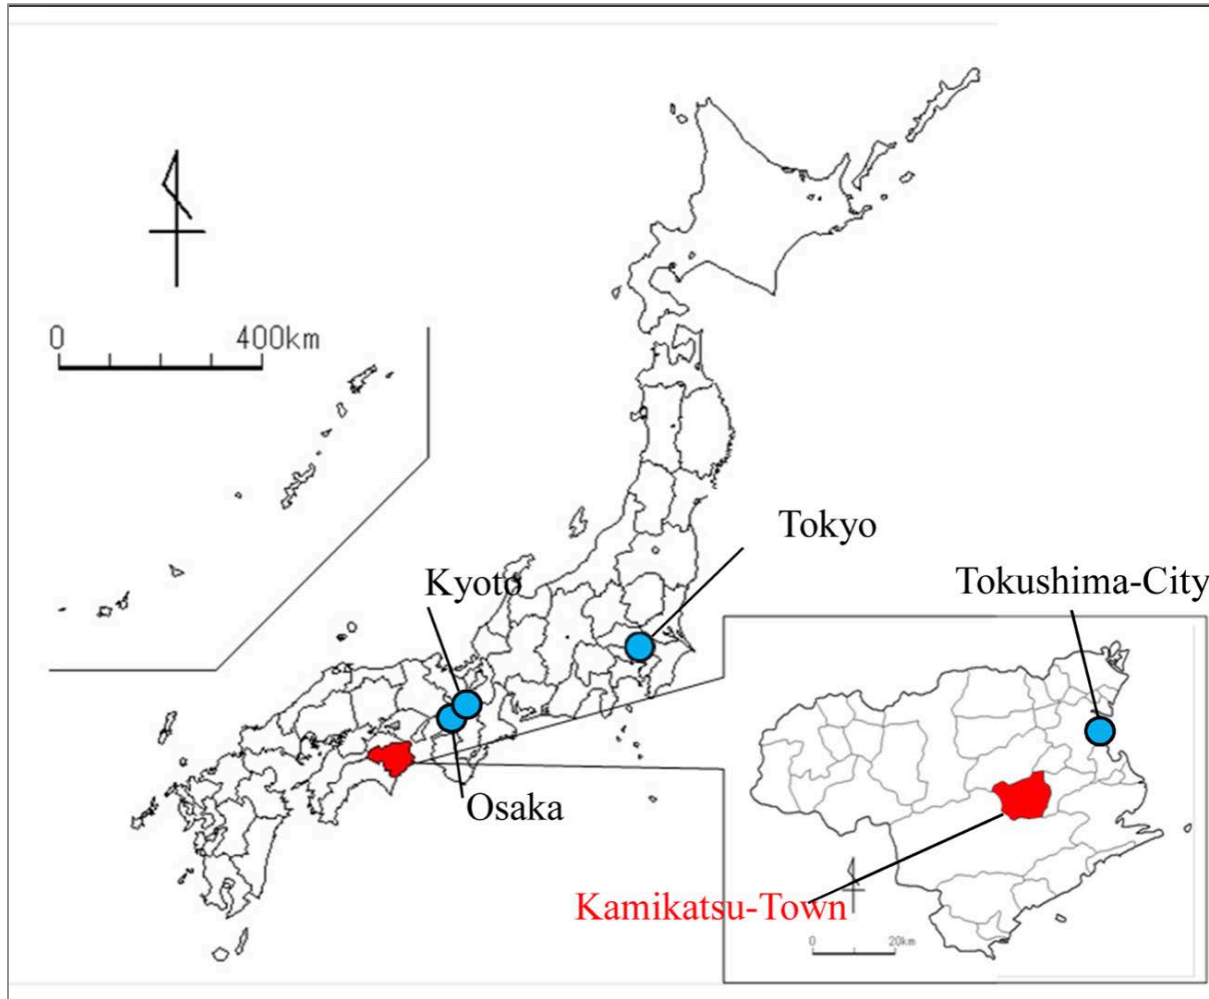 0 400km
Tokyo
Kyoto
Tokushima-City
Osaka
Kamikatsu-Town
0 20km